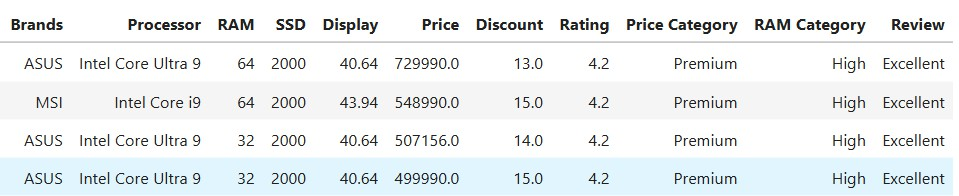 Brands Processor RAM SSD Display Price Discount Rating Price Category RAM Category Review
ASUS Intel Core Ultra 9 64 2000 40.64 729990.0 13.0 4.2 Premium High Excellent
MSI Intel Core i9 64 2000 43.94 548990.0 15.0 4.2 Premium High Excellent
ASUS Intel Core Ultra 9 32 2000 40.64 507156.0 14.0 4.2 Premium High Excellent
ASUS Intel Core Ultra 9 32 2000 40.64 499990.0 15.0 4.2 Premium High Excellent